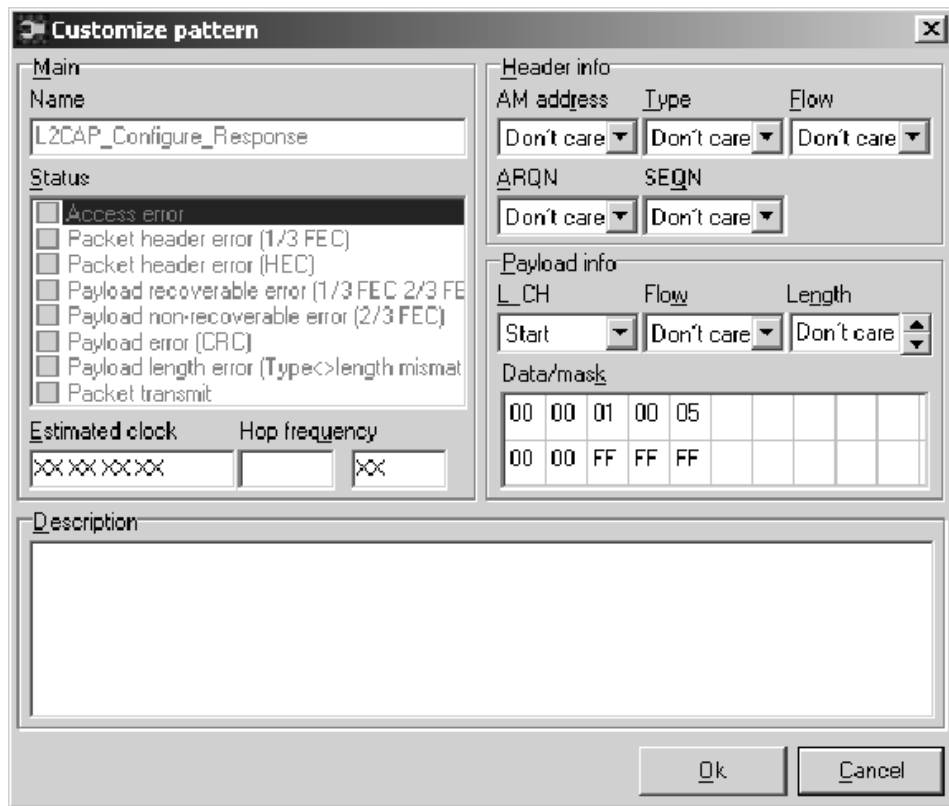 Customize pattern
Main
Name
L2CAP_Configure_Response
Status
Access error
Packet header error (1/3 FEC)
Packet header error (HEC)
Payload recoverable error (1/3 FEC 2/3 FE
Payload non-recoverable error (2/3 FEC)
Payload error (CRC)
Payload length error (Type<>length mismat
Packet transmit
Estimated clock Hop frequency
XX XX XX XX XX
Header info
AM address Type Flow
Don't care Don't care Don't care
ARQN SEQN
Don't care Don't care
Payload info
L_CH Flow Length
Start Don't care Don't care
Data/mask
00 00 01 00 05
00 00 FF FF FF
Description
Ok Cancel